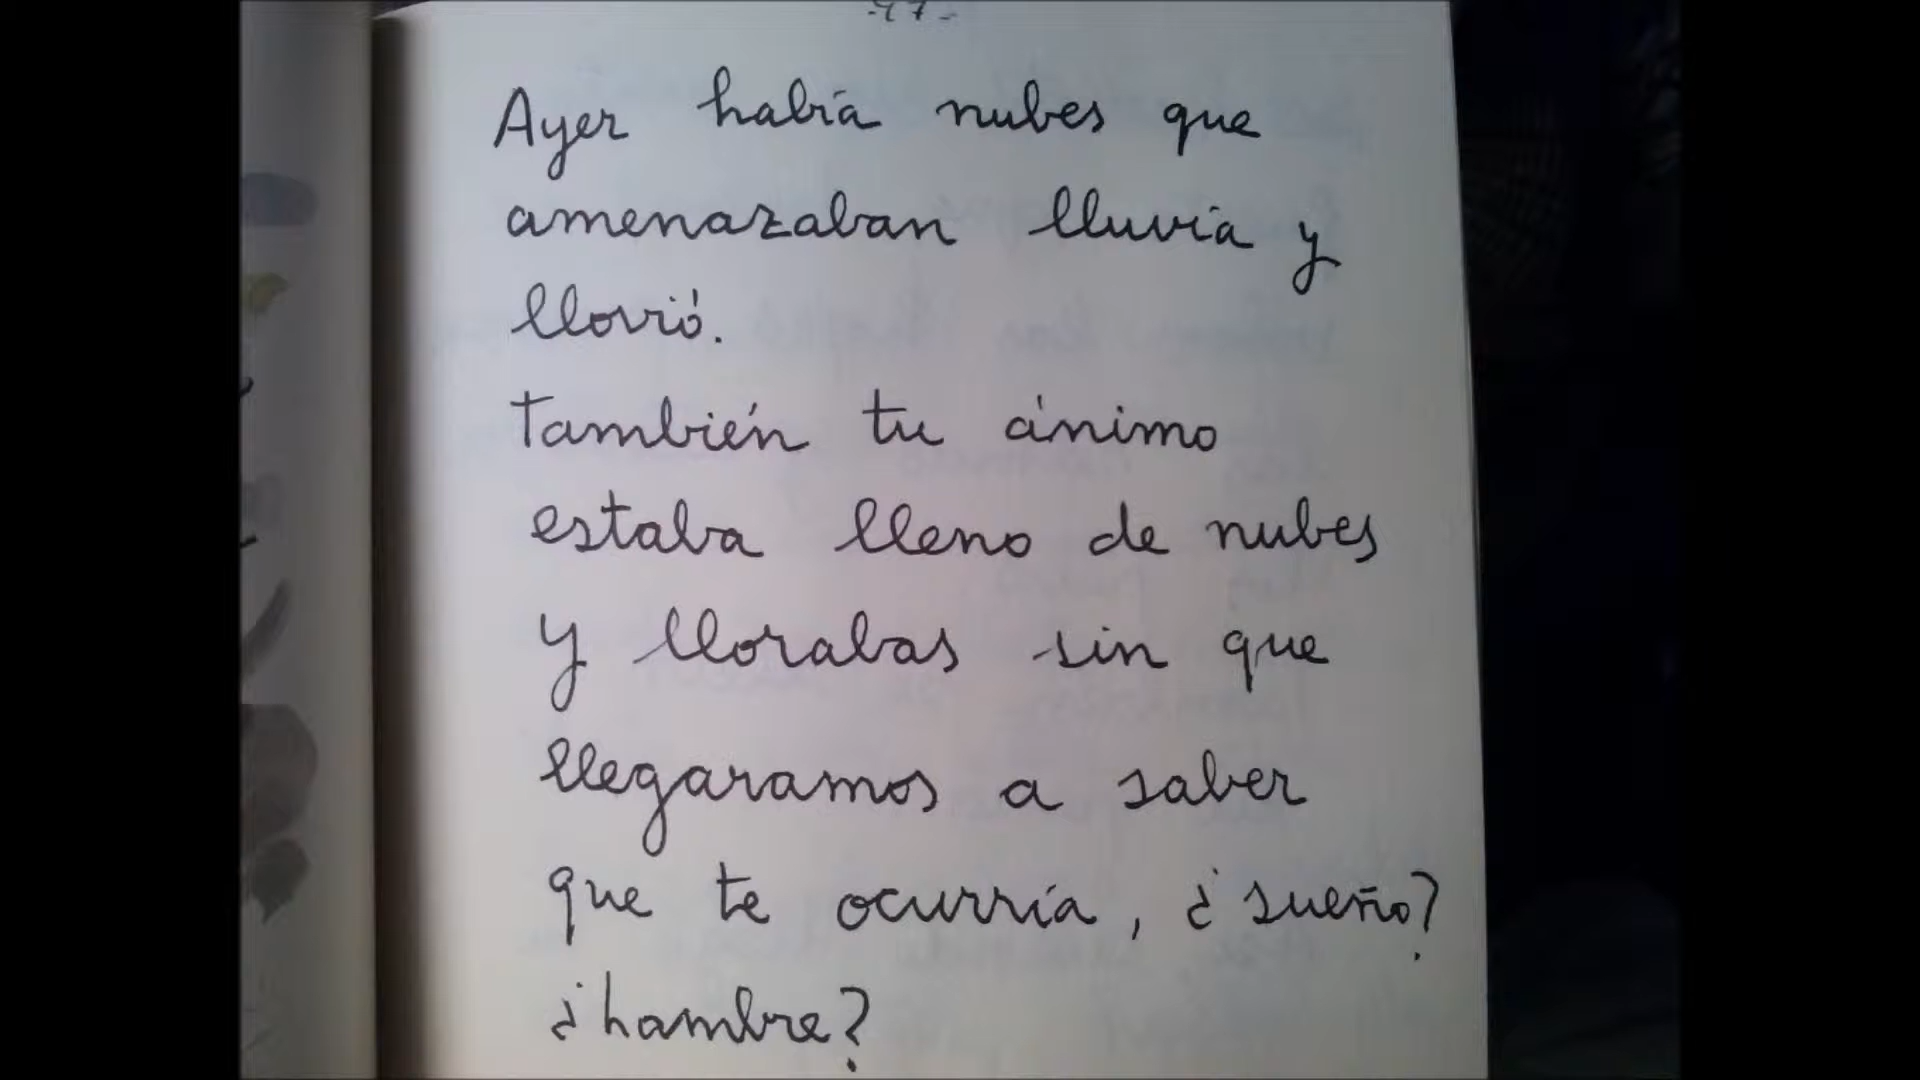 Ayer había nubes que
amenazaban lluvia y
llovió.
También tu ánimo
estaba lleno de nubes
y llorabas sin que
llegaramos a saber
que te ocurría, ¿sueño?
¿hambre?